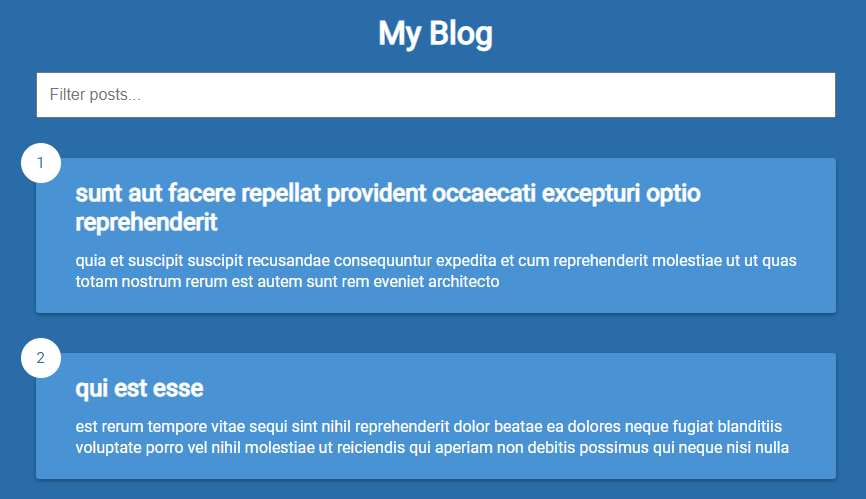 My Blog
Filter posts...
1
sunt aut facere repellat provident occaecati excepturi optio
reprehenderit
quia et suscipit suscipit recusandae consequuntur expedita et cum reprehenderit molestiae ut ut quas
totam nostrum rerum est autem sunt rem eveniet architecto
2
qui est esse
est rerum tempore vitae sequi sint nihil reprehenderit dolor beatae ea dolores neque fugiat blanditiis
voluptate porro vel nihil molestiae ut reiciendis qui aperiam non debitis possimus qui neque nisi nulla